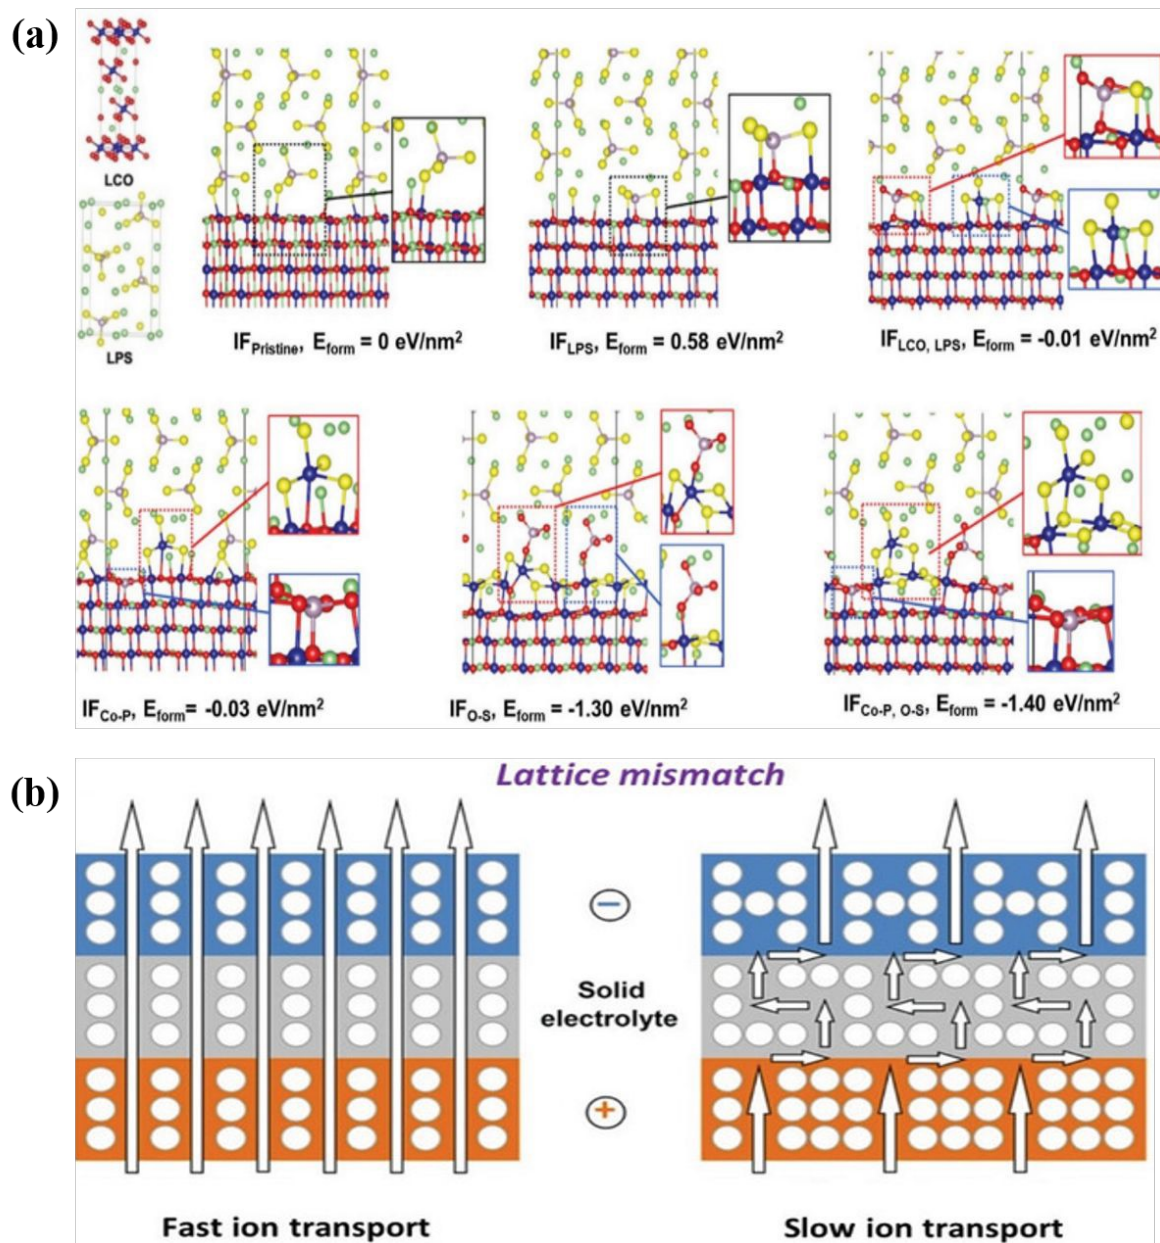 (a)
LCO
LPS
IFPristine, Eform = 0 eV/nm2
IFLPS, Eform = 0.58 eV/nm2
IFLCO, LPS, Eform = -0.01 eV/nm2
IFCo-P, Eform= -0.03 eV/nm2
IFO-S, Eform = -1.30 eV/nm2
IFCo-P, O-S, Eform = -1.40 eV/nm2
(b)
Lattice mismatch
−
Solid
electrolyte
+
Fast ion transport
Slow ion transport